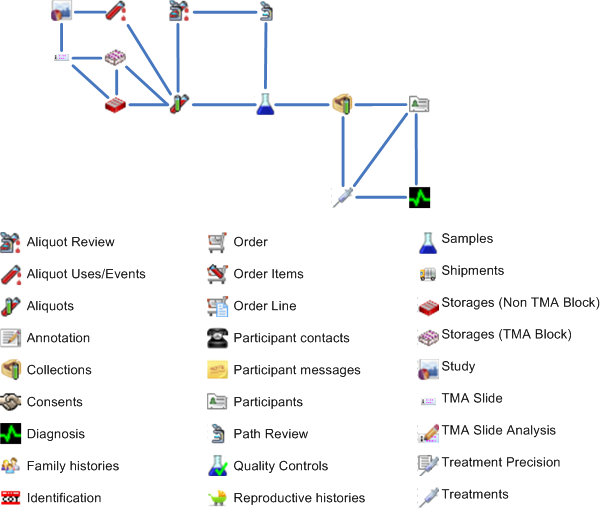 Aliquot Review
Aliquot Uses/Events
Aliquots
Annotation
Collections
Consents
Diagnosis
Family histories
Identification
Order
Order Items
Order Line
Participant contacts
Participant messages
Participants
Path Review
Quality Controls
Reproductive histories
Samples
Shipments
Storages (Non TMA Block)
Storages (TMA Block)
Study
TMA Slide
TMA Slide Analysis
Treatment Precision
Treatments